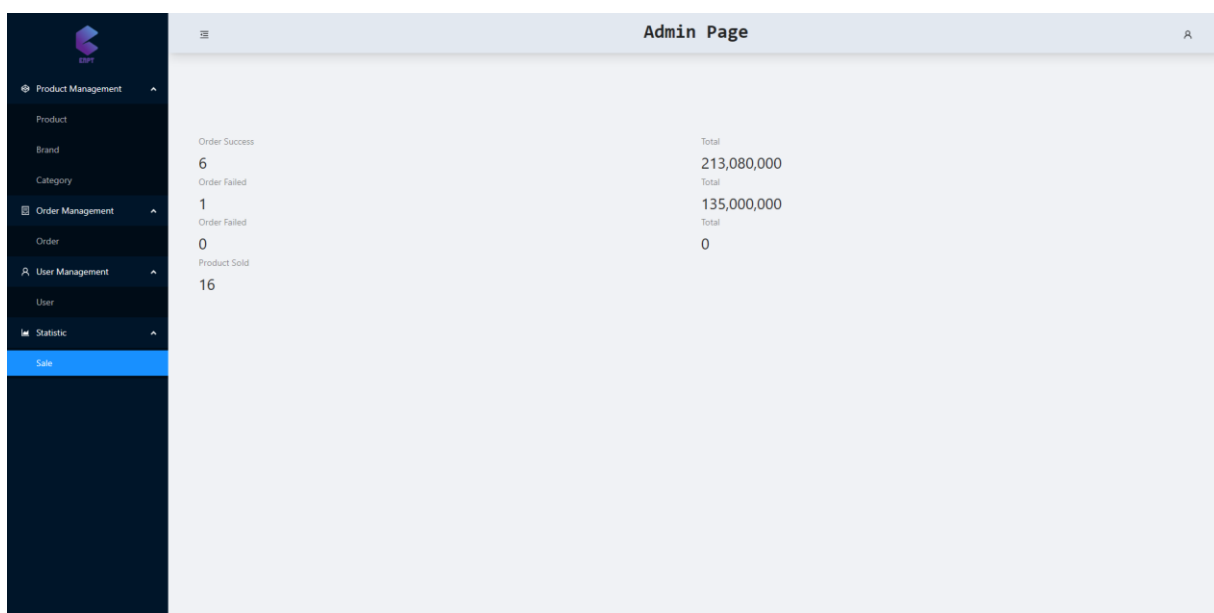 Admin Page
EDPT
Product Management
Product
Brand
Category
Order Management
Order
User Management
User
Statistic
Sale
Order Success
6
Order Failed
1
Order Failed
0
Product Sold
16
Total
213,080,000
Total
135,000,000
Total
0